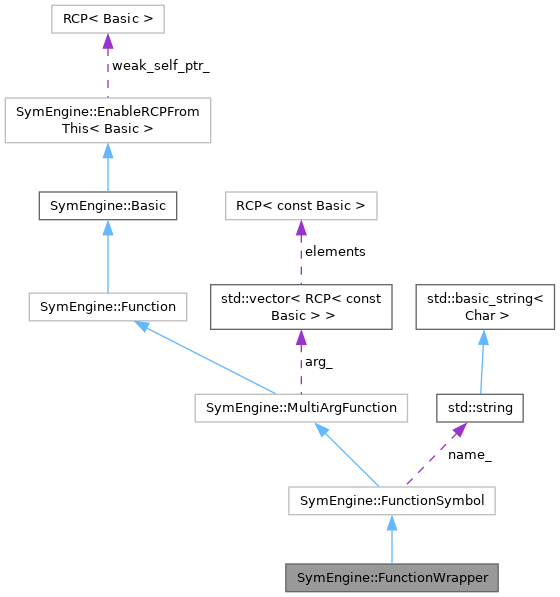 RCP< Basic >
weak_self_ptr_
SymEngine::EnableRCPFrom
This< Basic >
SymEngine::Basic
RCP< const Basic >
elements
SymEngine::Function
std::vector< RCP< const
Basic > >
std::basic_string<
Char >
arg_
SymEngine::MultiArgFunction
std::string
name_
SymEngine::FunctionSymbol
SymEngine::FunctionWrapper